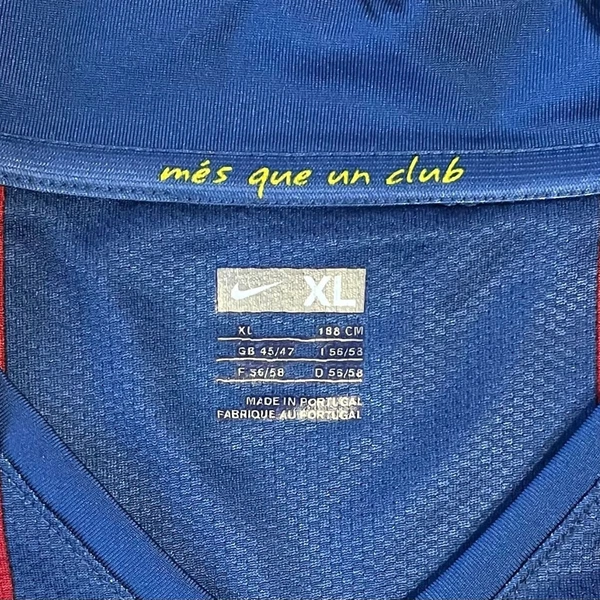 més que un club
XL
XL 188 CM
GB 45/47 I 56/58
F 56/58 D 56/58
MADE IN PORTUGAL
FABRIQUE AU PORTUGAL